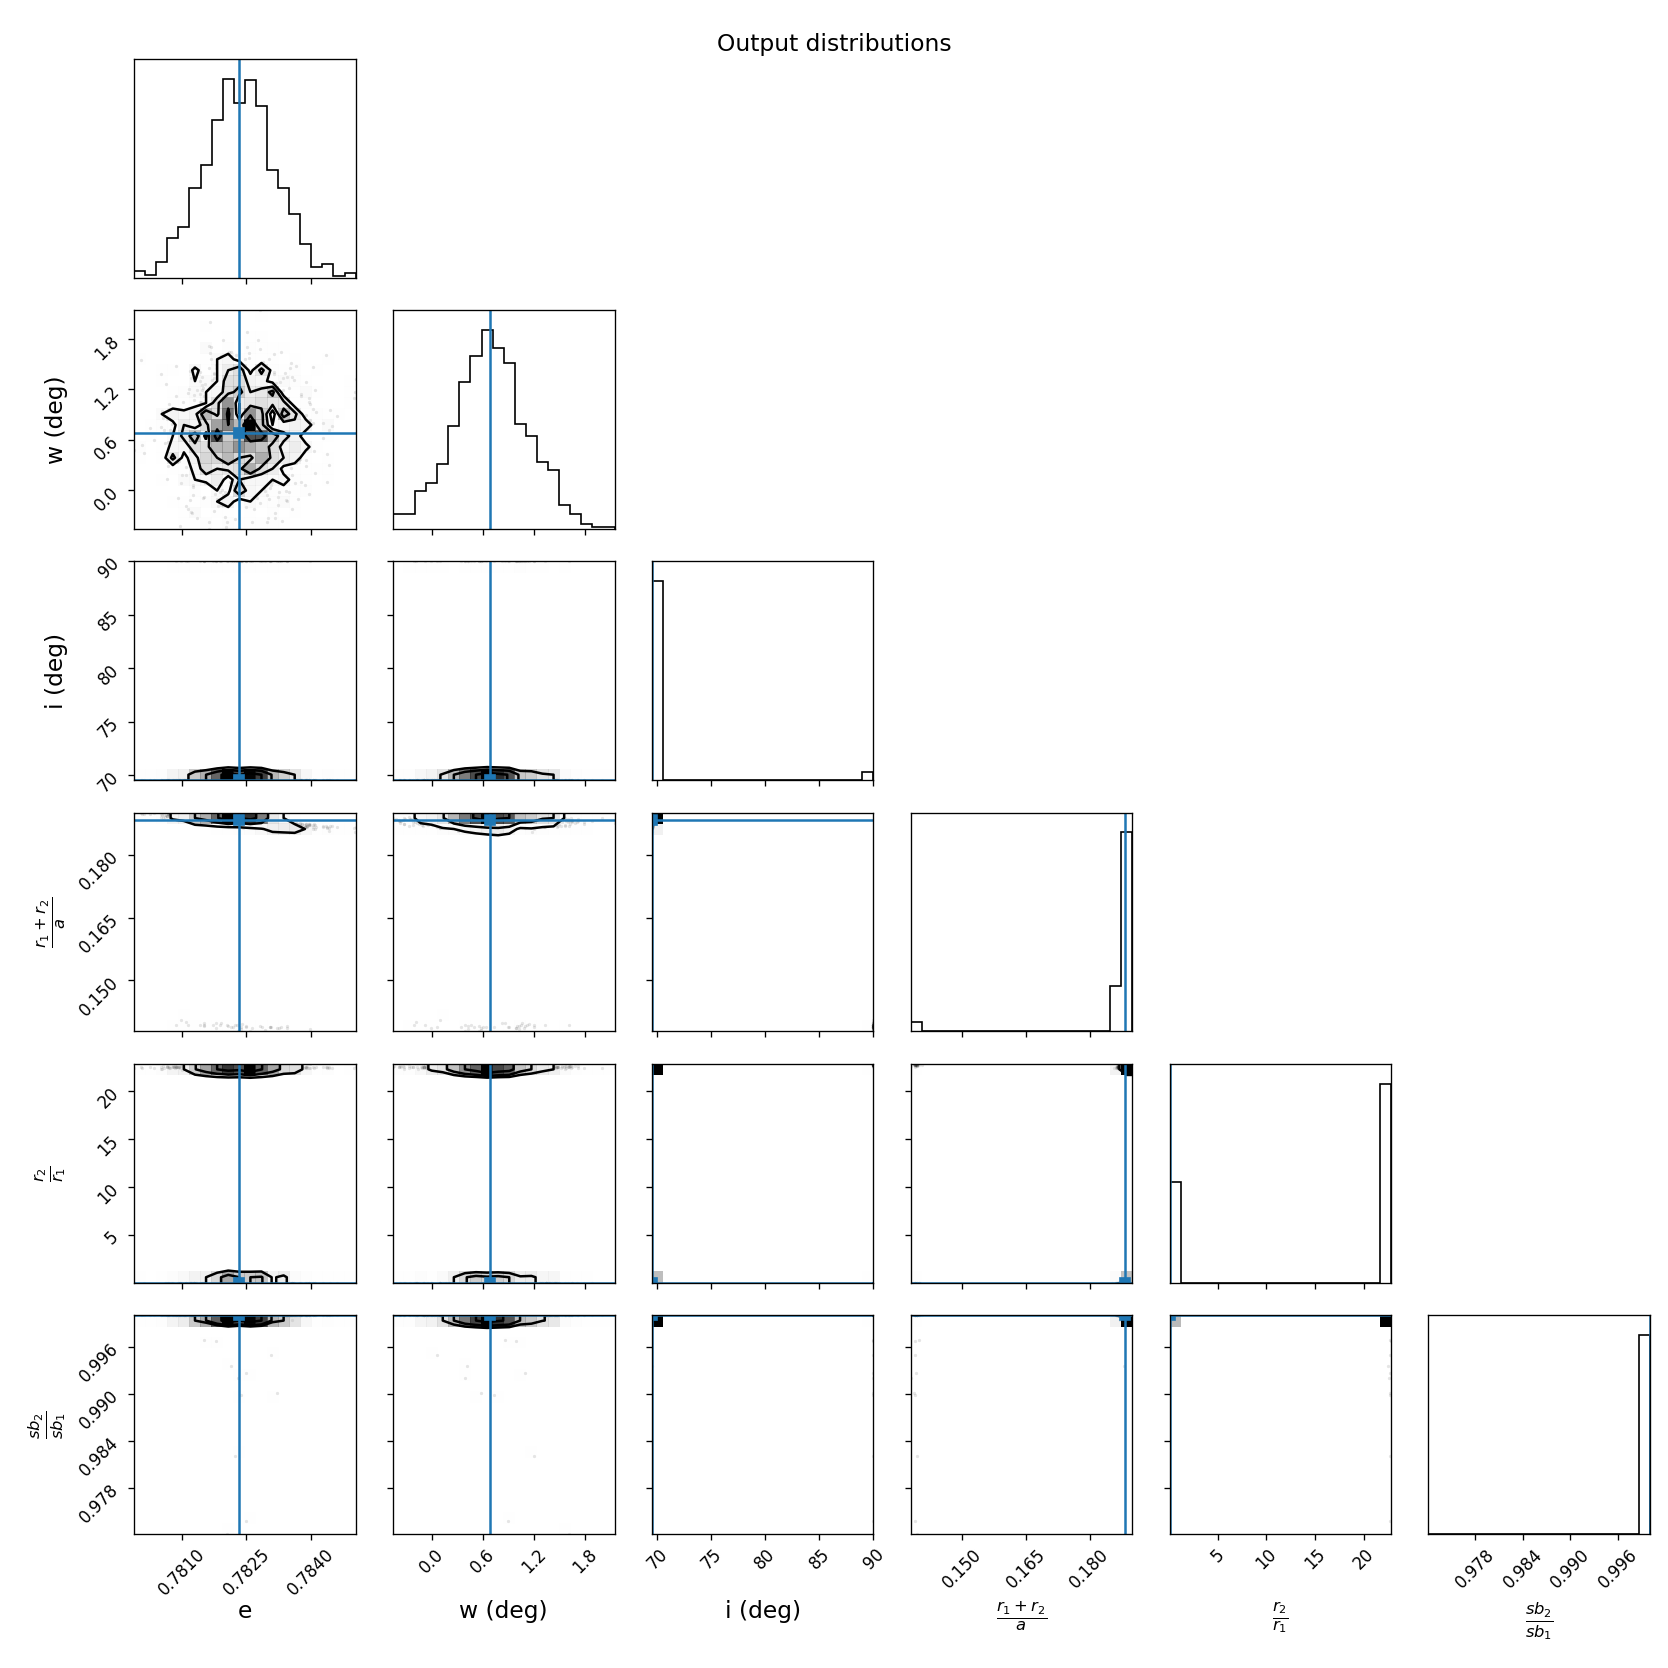 Output distributions
w (deg)
1.8
1.2
0.6
0.0
i (deg)
90
85
80
75
70
r₁ + r₂
a
0.180
0.165
0.150
r₂
r₁
20
15
10
5
sb₂
sb₁
0.996
0.990
0.984
0.978
0.7810 0.7825 0.7840
0.0 0.6 1.2 1.8
70 75 80 85 90
0.150 0.165 0.180
5 10 15 20
0.978 0.984 0.990 0.996
e
w (deg)
i (deg)
r₁ + r₂
a
r₂
r₁
sb₂
sb₁